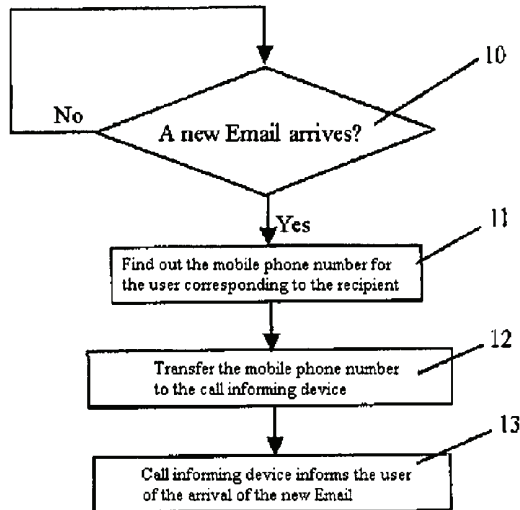 10
No
A new Email arrives?
Yes
11
Find out the mobile phone number for
the user corresponding to the recipient
12
Transfer the mobile phone number
to the call informing device
13
Call informing device informs the user
of the arrival of the new Email